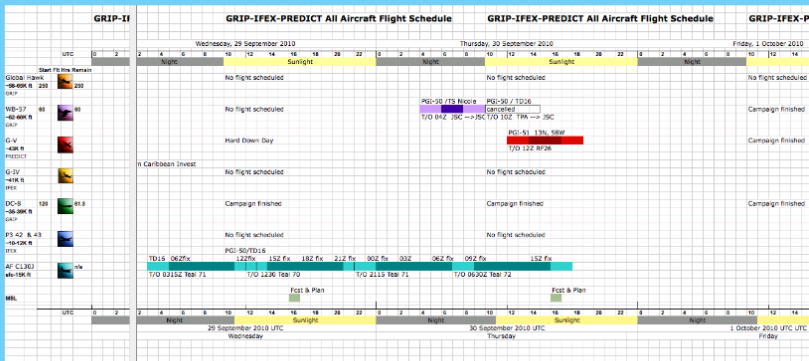 GRIP-IF
GRIP-IFEX-PREDICT All Aircraft Flight Schedule
GRIP-IFEX-PREDICT All Aircraft Flight Schedule
GRIP-IFEX-P
Wednesday, 29 September 2010
Thursday, 30 September 2010
Friday, 1 October 2010
UTC 0 2 2 4 6 8 10 12 14 16 18 20 22 0 2 4 6 8 10 12 14 16 18 20 22 0 2 4 6 8 10 12 14
Night Sunlight Night Sunlight Night
Start Flt Hrs Remain
Global Hawk
~56-65K ft 250 250
GRIP
No flight scheduled
No flight scheduled
No flight scheduled
WB-57 60 60
~62-60K ft
GRIP
No flight scheduled
PGI-50 /TS Nicole PGI-50 / TD16
cancelled
T/O 04Z JSC -->JSC T/O 10Z TPA --> JSC
Campaign finished
G-V
~43K ft
PREDICT
Hard Down Day
PGI-51 13N, 58W
T/O 12Z RF26
Campaign finished
n Caribbean Invest
G-IV
~41K ft
IFEX
No flight scheduled
No flight scheduled
DC-8 120 61.8
~36-39K ft
GRIP
Campaign finished
Campaign finished
Campaign finished
P3 42 & 43
~10-12K ft
IFEX
No flight scheduled
No flight scheduled
PGI-50/TD16
AF C130J n/a
sfc-15K ft
TD16 06Zfix 12Zfix 15Z fix 18Z fix 21Z fix 00Z fix 03Z 06Z fix 09Z fix 15Z fix
T/O 0315Z Teal 71 T/O 1230 Teal 70 T/O 2115 Teal 71 T/O 0630Z Teal 72
Fcst & Plan
Fcst & Plan
MSL
UTC 0 2 2 4 6 8 10 12 14 16 18 20 22 0 2 4 6 8 10 12 14 16 18 20 22 0 2 4 6 8 10 12 14
Night Sunlight Night Sunlight Night
29 September 2010 UTC
30 September 2010 UTC
1 October 2010 UTC
Wednesday
Thursday
Friday